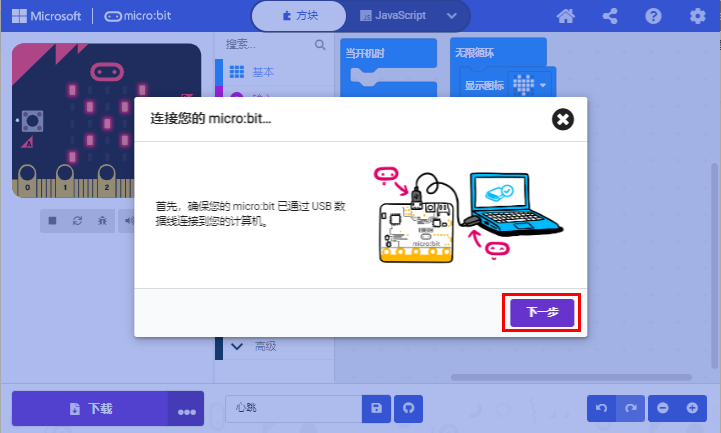 Microsoft
micro:bit
方块
JavaScript
搜索...
基本
当开机时
无限循环
显示图标
连接您的 micro:bit...
首先，确保您的 micro:bit 已通过 USB 数
据线连接到您的计算机。
micro:bit
下一步
0
1
2
高级
下载
心跳